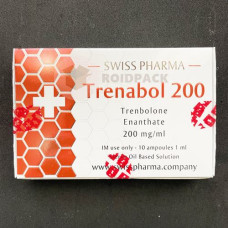 SWISS PHARMA
ROIDPACK
Trenabol 200
Trenbolone
Enanthate
200 mg/ml
IM use only - 10 ampoules 1 ml
Oil Based Solution
www.swisspharma.company